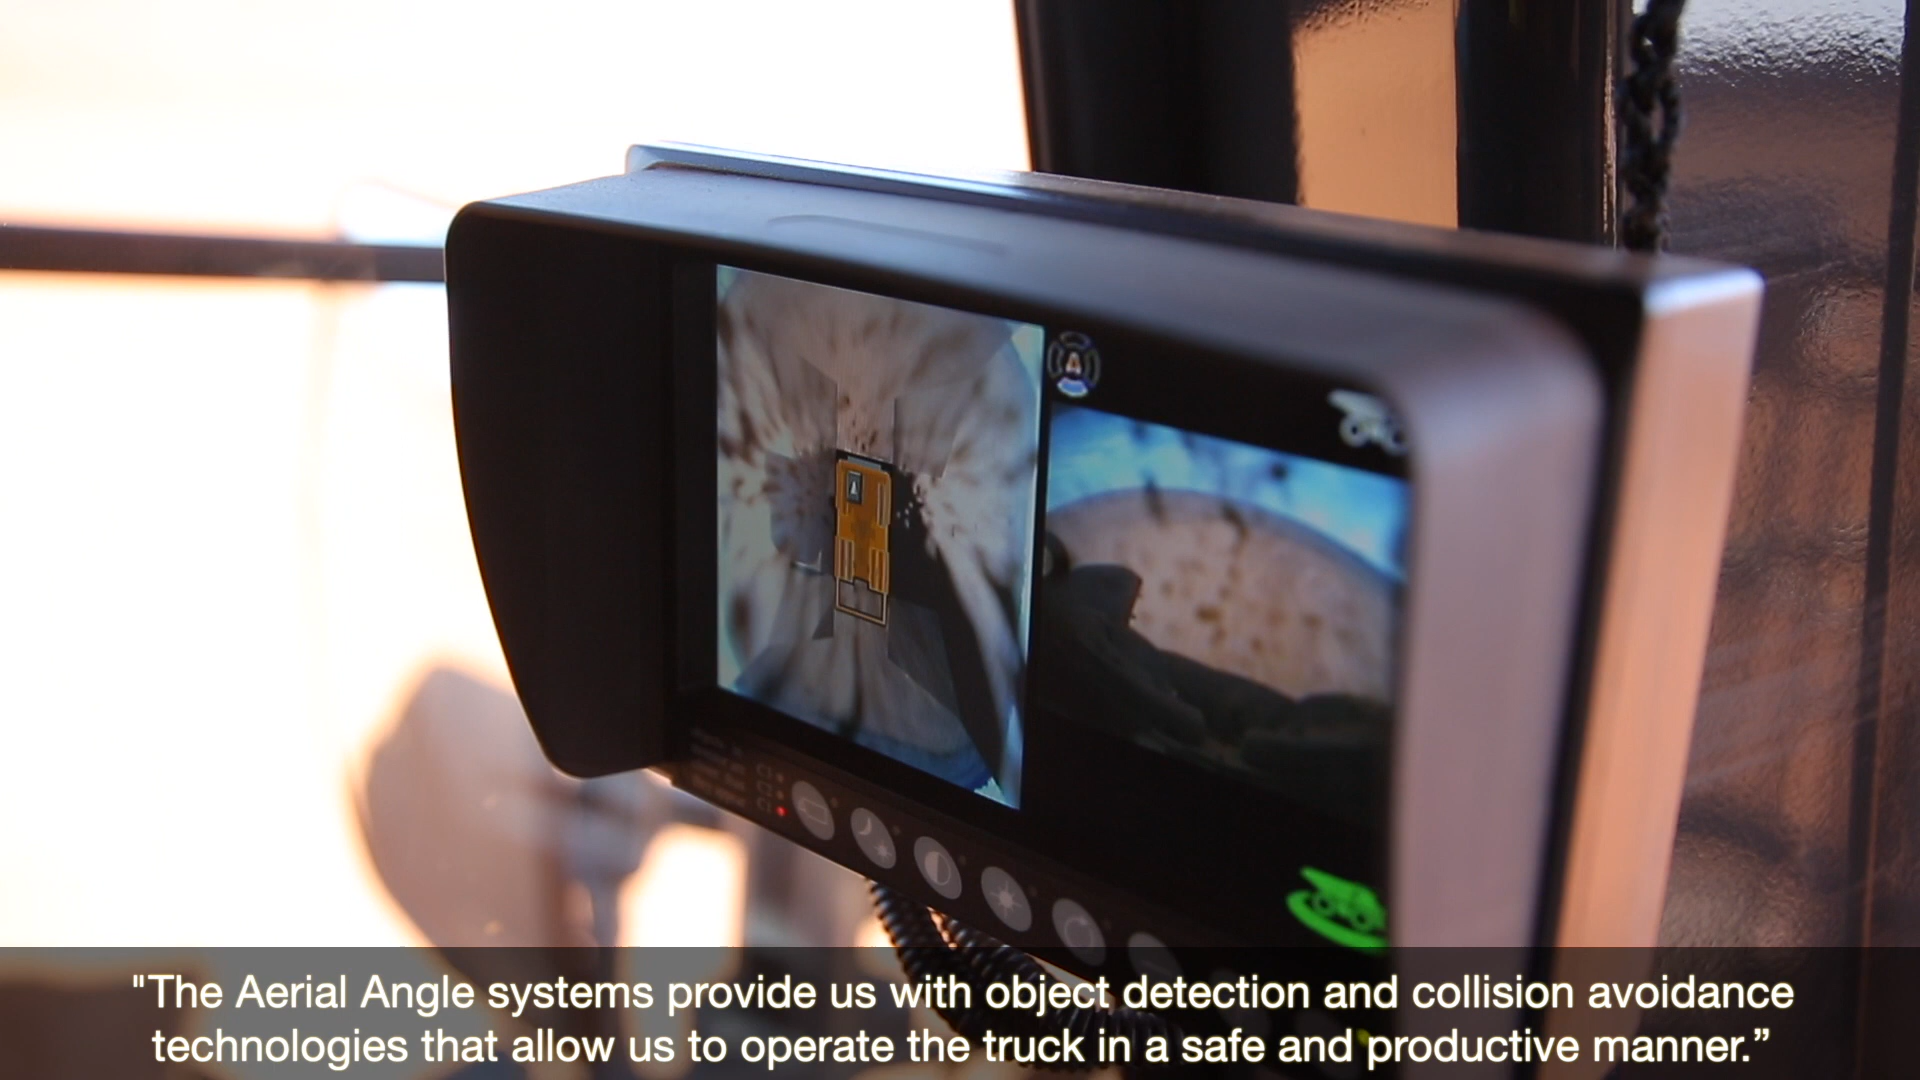 A
A
"The Aerial Angle systems provide us with object detection and collision avoidance
technologies that allow us to operate the truck in a safe and productive manner.”